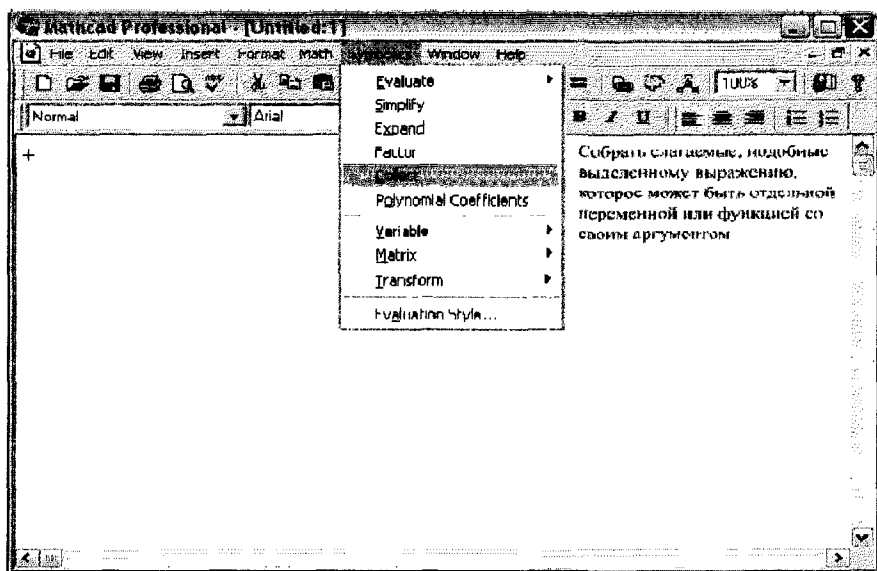 Mathcad Professional - [Untitled:1]
File Edit View Insert Format Math Symbolics Window Help
100%
Normal Arial B I U
Evaluate
Simplify
Expand
Factor
Collect
Polynomial Coefficients
Variable
Matrix
Transform
Evaluation Style...
Собрать слагаемые, подобные
выделенному выражению,
которое может быть отдельной
переменной или функцией со
своим аргументом